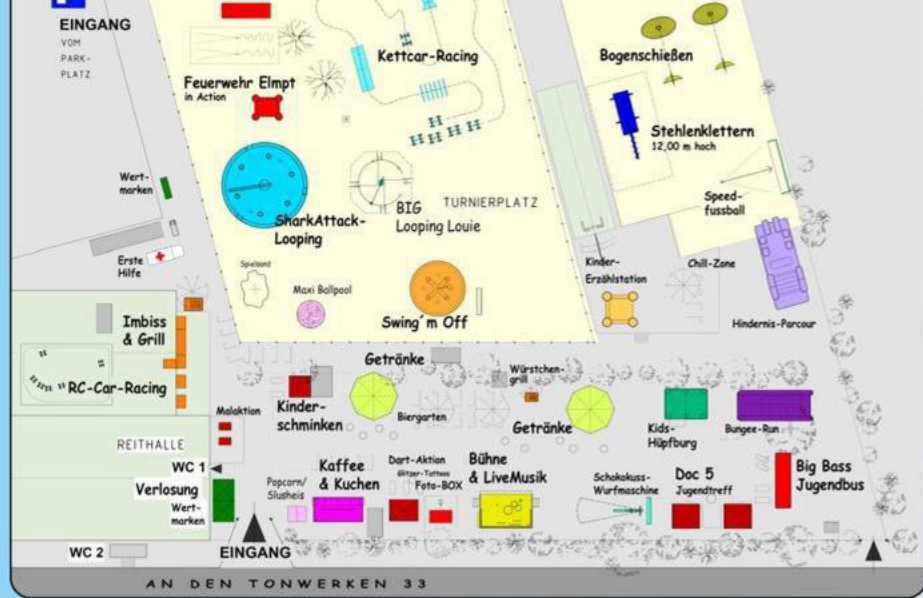 EINGANG
VOM
PARK-
PLATZ
Kettcar-Racing
Bogenschießen
Feuerwehr Elmpt
in Action
Stehlenklettern
12,00 m hoch
Wert-
marken
Speed-
fussball
SharkAttack-
Looping
BIG
Looping Louie
TURNIERPLATZ
Erste
Hilfe
Spielsand
Maxi Ballpool
Swing´m Off
Kinder-
Erzählstation
Chill-Zone
Hindernis-Parcour
Imbiss
& Grill
RC-Car-Racing
Getränke
Würstchen-
grill
Kinder-
schminken
Biergarten
Getränke
Kids-
Hüpfburg
Bungee-Run
Malaktion
REITHALLE
WC 1
Verlosung
Wert-
marken
Popcorn/
Slusheis
Kaffee
& Kuchen
Dart-Aktion
Glitzer-Tattoos
Foto-BOX
Bühne
& LiveMusik
Schokokuss-
Wurfmaschine
Doc 5
Jugendtreff
Big Bass
Jugendbus
WC 2
EINGANG
AN DEN TONWERKEN 33